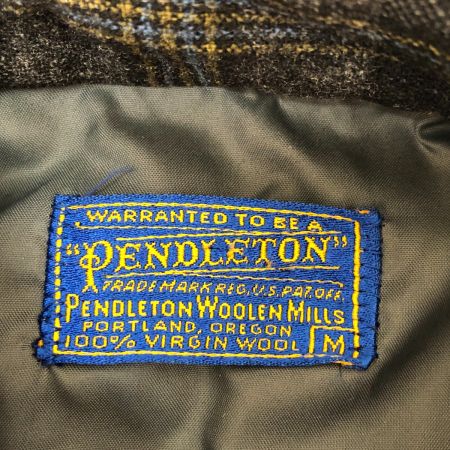 WARRANTED TO BE A
"PENDLETON"
TRADE MARK REG. U.S. PAT. OFF.
PENDLETON WOOLEN MILLS
PORTLAND, OREGON
100% VIRGIN WOOL M